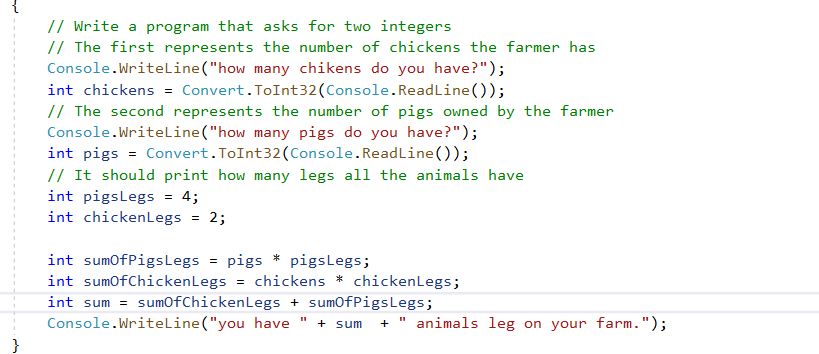 {
// Write a program that asks for two integers
// The first represents the number of chickens the farmer has
Console.WriteLine("how many chikens do you have?");
int chickens = Convert.ToInt32(Console.ReadLine());
// The second represents the number of pigs owned by the farmer
Console.WriteLine("how many pigs do you have?");
int pigs = Convert.ToInt32(Console.ReadLine());
// It should print how many legs all the animals have
int pigsLegs = 4;
int chickenLegs = 2;
int sumOfPigsLegs = pigs * pigsLegs;
int sumOfChickenLegs = chickens * chickenLegs;
int sum = sumOfChickenLegs + sumOfPigsLegs;
Console.WriteLine("you have " + sum  + " animals leg on your farm.");
}